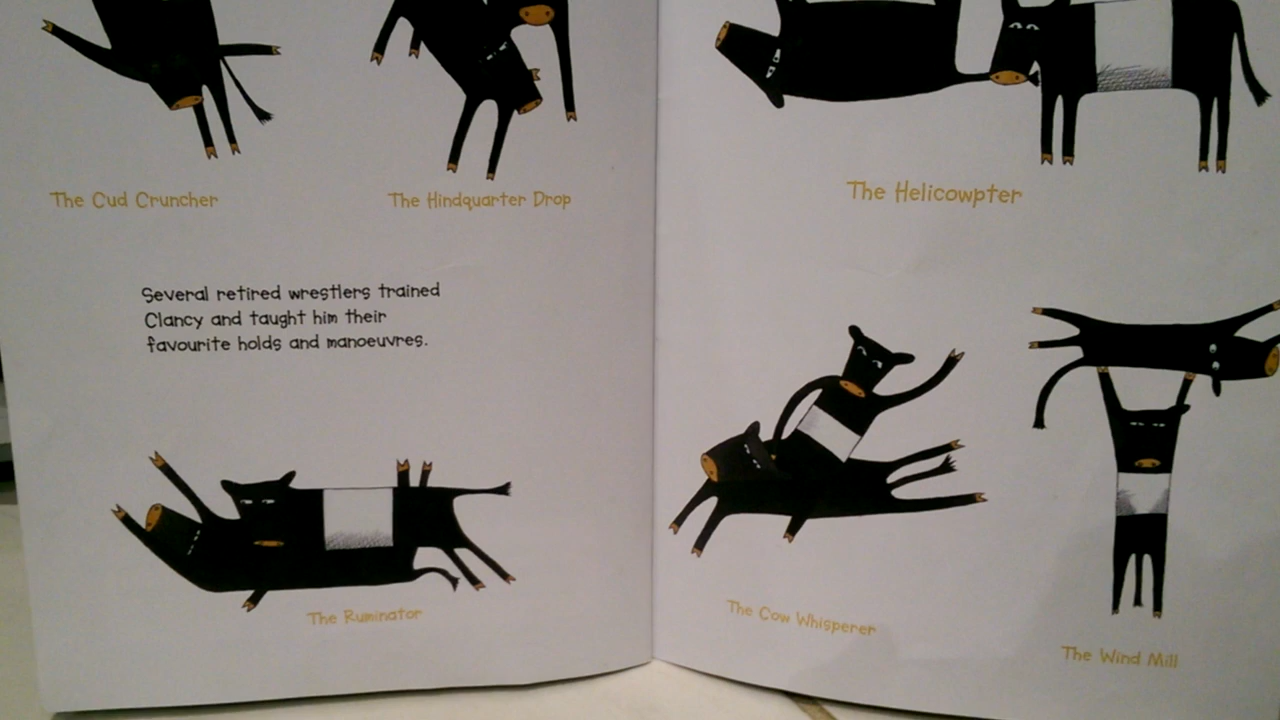 The Cud Cruncher
The Hindquarter Drop
Several retired wrestlers trained
Clancy and taught him their
favourite holds and manoeuvres.
The Ruminator
The Helicowpter
The Cow Whisperer
The Wind Mill